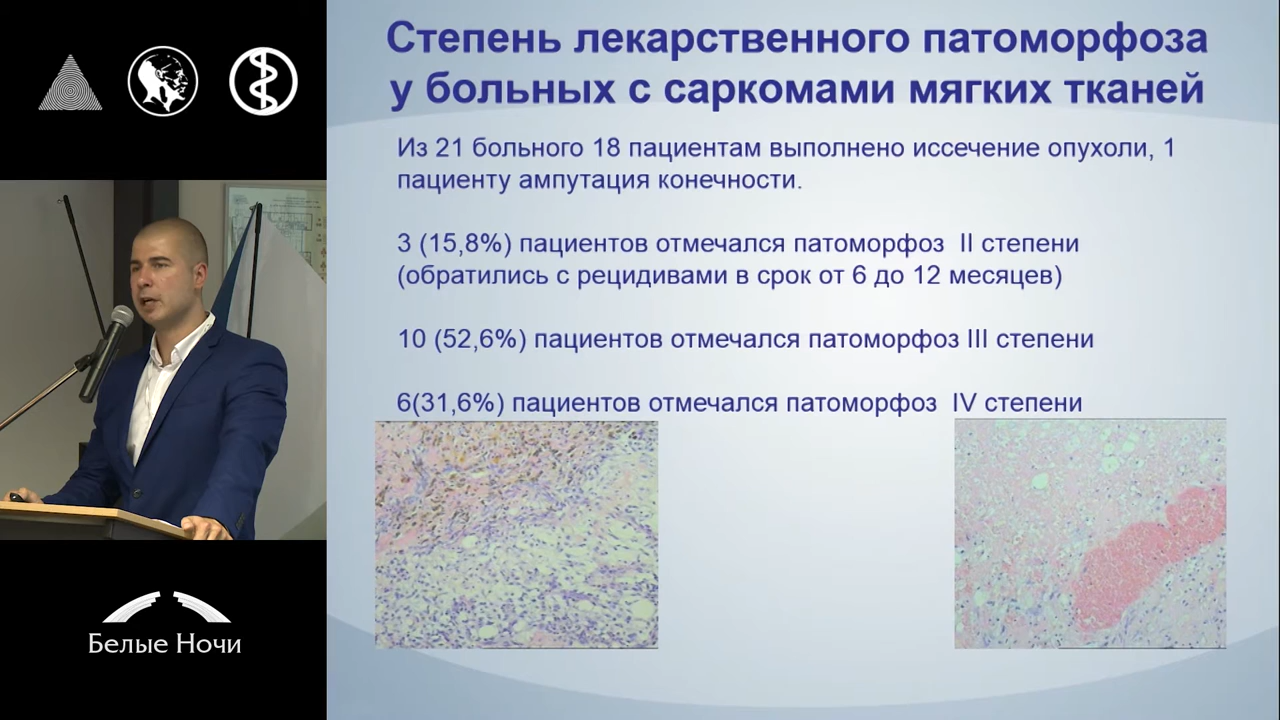 Степень лекарственного патоморфоза
у больных с саркомами мягких тканей
Из 21 больного 18 пациентам выполнено иссечение опухоли, 1
пациенту ампутация конечности.
3 (15,8%) пациентов отмечался патоморфоз II степени
(обратились с рецидивами в срок от 6 до 12 месяцев)
10 (52,6%) пациентов отмечался патоморфоз III степени
6(31,6%) пациентов отмечался патоморфоз IV степени
Белые Ночи